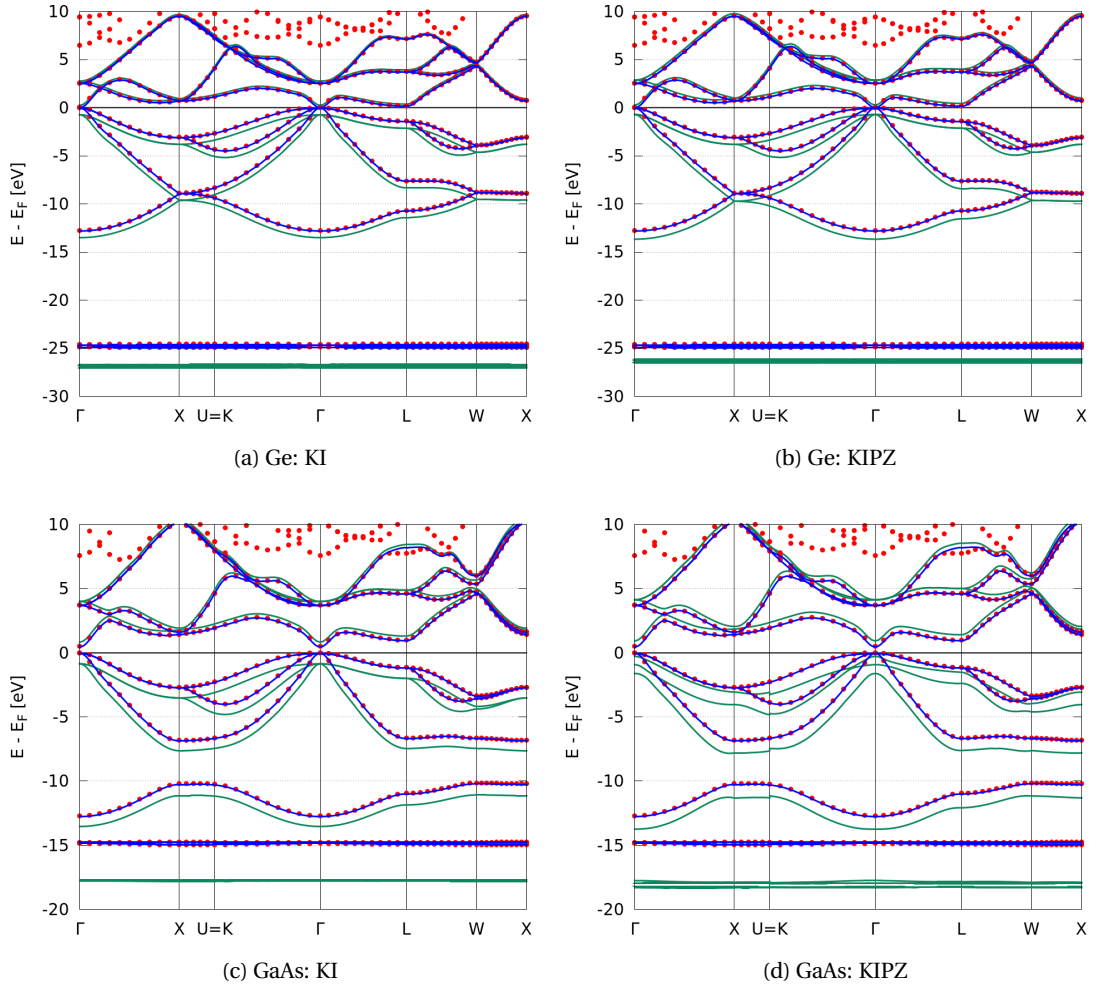 10
5
0
-5
-10
-15
-20
-25
-30
E - E_F [eV]
Γ X U=K Γ L W X
(a) Ge: KI
10
5
0
-5
-10
-15
-20
-25
-30
E - E_F [eV]
Γ X U=K Γ L W X
(b) Ge: KIPZ
10
5
0
-5
-10
-15
-20
E - E_F [eV]
Γ X U=K Γ L W X
(c) GaAs: KI
10
5
0
-5
-10
-15
-20
E - E_F [eV]
Γ X U=K Γ L W X
(d) GaAs: KIPZ